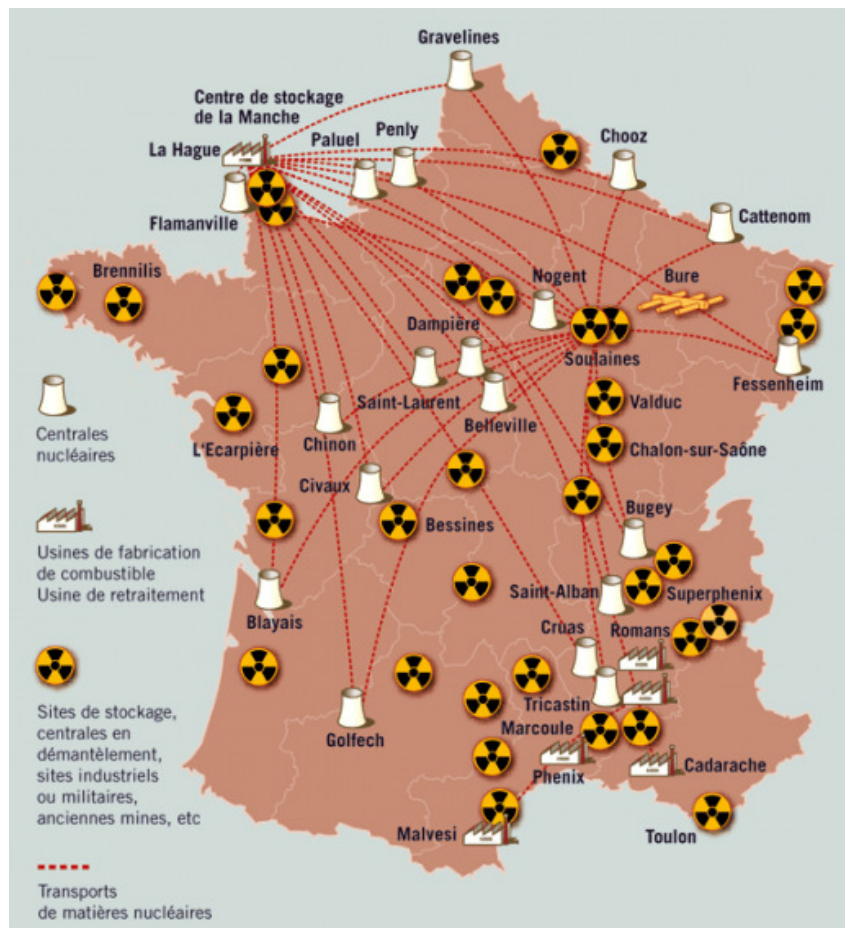 Gravelines
Centre de stockage
de la Manche
La Hague
Paluel
Penly
Chooz
Flamanville
Cattenom
Brennilis
Nogent
Bure
Dampière
Soulaines
Fessenheim
Saint-Laurent
Belleville
Valduc
L'Ecarpière
Chinon
Chalon-sur-Saône
Centrales
nucléaires
Civaux
Bessines
Bugey
Usines de fabrication
de combustible
Usine de retraitement
Saint-Alban
Superphenix
Blayais
Cruas
Romans
Sites de stockage,
centrales en
démantèlement,
sites industriels
ou militaires,
anciennes mines, etc
Golfech
Tricastin
Marcoule
Phenix
Cadarache
Malvesi
Toulon
Transports
de matières nucléaires